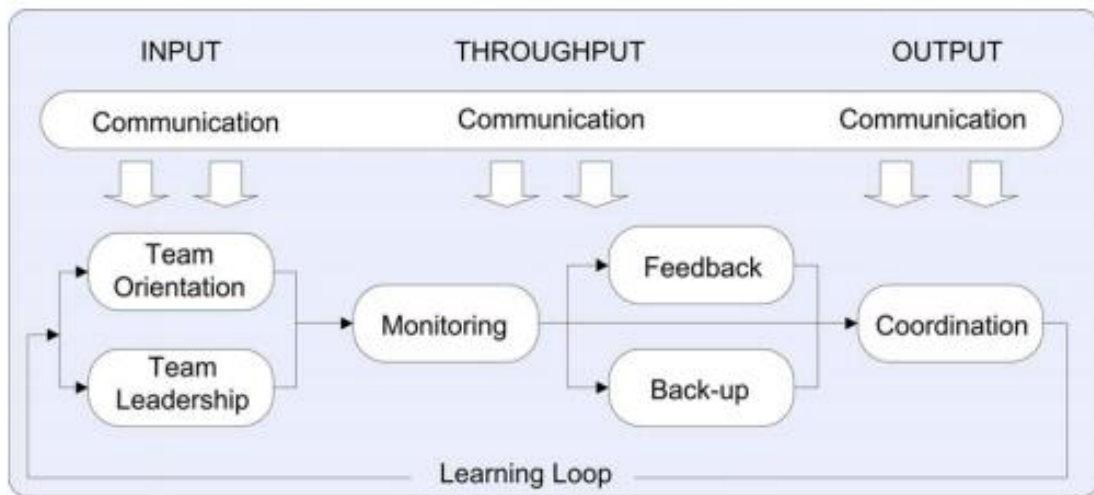 INPUT THROUGHPUT OUTPUT
Communication Communication Communication
Team
Orientation
Feedback
Monitoring
Coordination
Team
Leadership
Back-up
Learning Loop